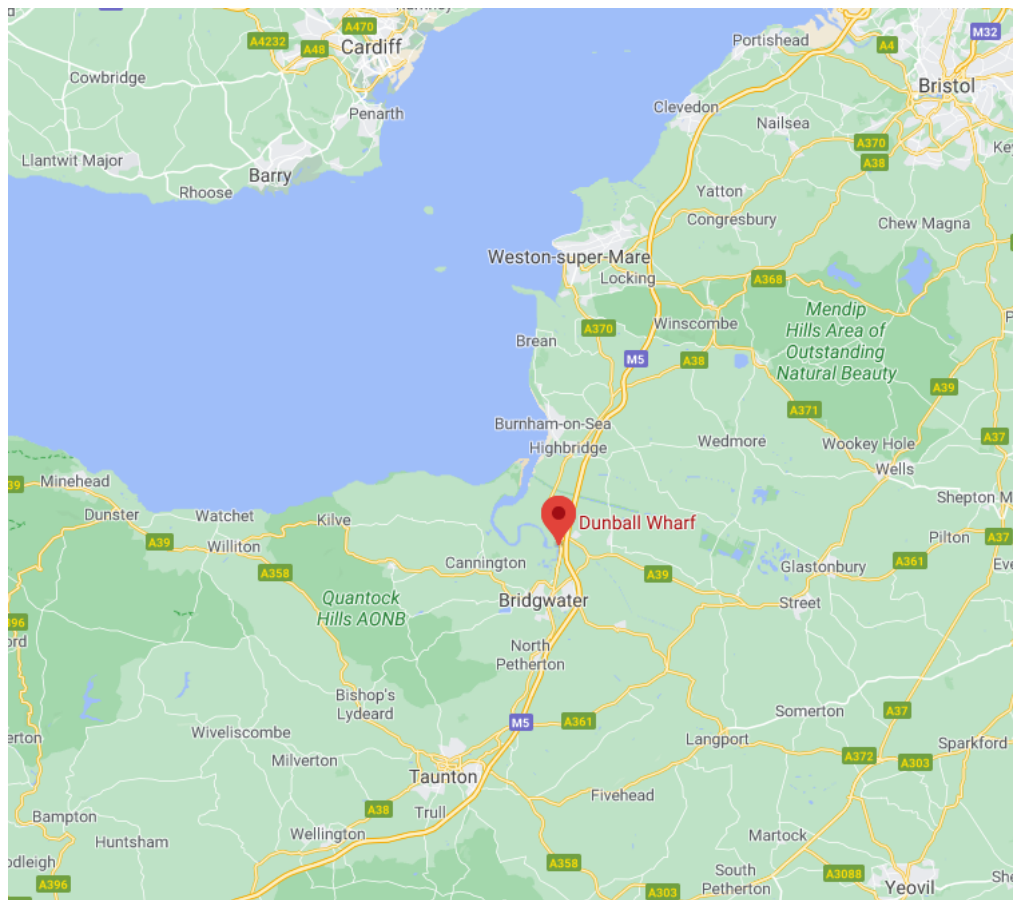 A470
A4232
A48
Cardiff
Portishead
A4
M32
Cowbridge
Bristol
Penarth
Clevedon
Nailsea
A370
A38
Llantwit Major
Barry
Rhoose
Yatton
Congresbury
Chew Magna
Weston-super-Mare
Locking
A368
Mendip
Hills Area of
Outstanding
Natural Beauty
Winscombe
A370
Brean
M5
A38
A39
A371
Burnham-on-Sea
Highbridge
Wedmore
Wookey Hole
A37
Wells
39
Minehead
Dunster
Watchet
Kilve
Shepton M
Dunball Wharf
A39
Williton
Pilton
A37
Cannington
A358
A39
Glastonbury
A361
Quantock
Hills AONB
Bridgwater
Street
396
North
Petherton
Bishop's
Lydeard
M5
A361
Somerton
A37
Wiveliscombe
Langport
Sparkford
A372
A303
Milverton
Taunton
Fivehead
A38
Trull
Bampton
Huntsham
Wellington
Martock
A358
South
Petherton
A3088
Yeovil
A396
A303